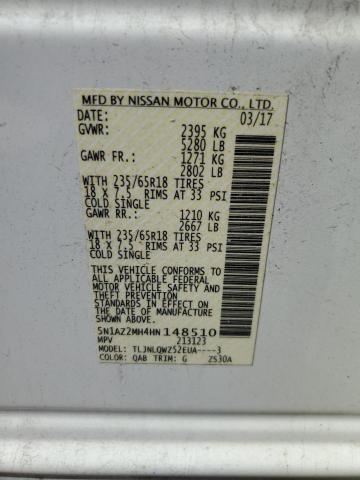 MFD BY NISSAN MOTOR CO., LTD.
DATE: 03/17
GVWR: 2395 KG
5280 LB
GAWR FR.: 1271 KG
2802 LB
WITH 235/65R18 TIRES
18 X 7.5 RIMS AT 33 PSI
COLD SINGLE
GAWR RR.: 1210 KG
2667 LB
WITH 235/65R18 TIRES
18 X 7.5 RIMS AT 33 PSI
COLD SINGLE
THIS VEHICLE CONFORMS TO ALL
APPLICABLE U.S. FEDERAL MOTOR
VEHICLE SAFETY, BUMPER, AND
THEFT PREVENTION STANDARDS
IN EFFECT ON THE DATE OF
MANUFACTURE SHOWN ABOVE.
5N1AZ2MH4HN148510
MPV 213123
MODEL: TLJNLQWZ52EUA----3
COLOR: QAB TRIM: G ZS30A